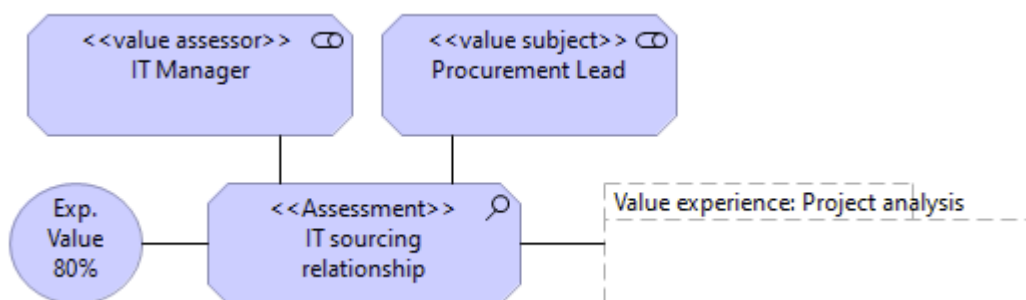 <<value assessor>>
IT Manager
<<value subject>>
Procurement Lead
Exp.
Value
80%
<<Assessment>>
IT sourcing
relationship
Value experience: Project analysis